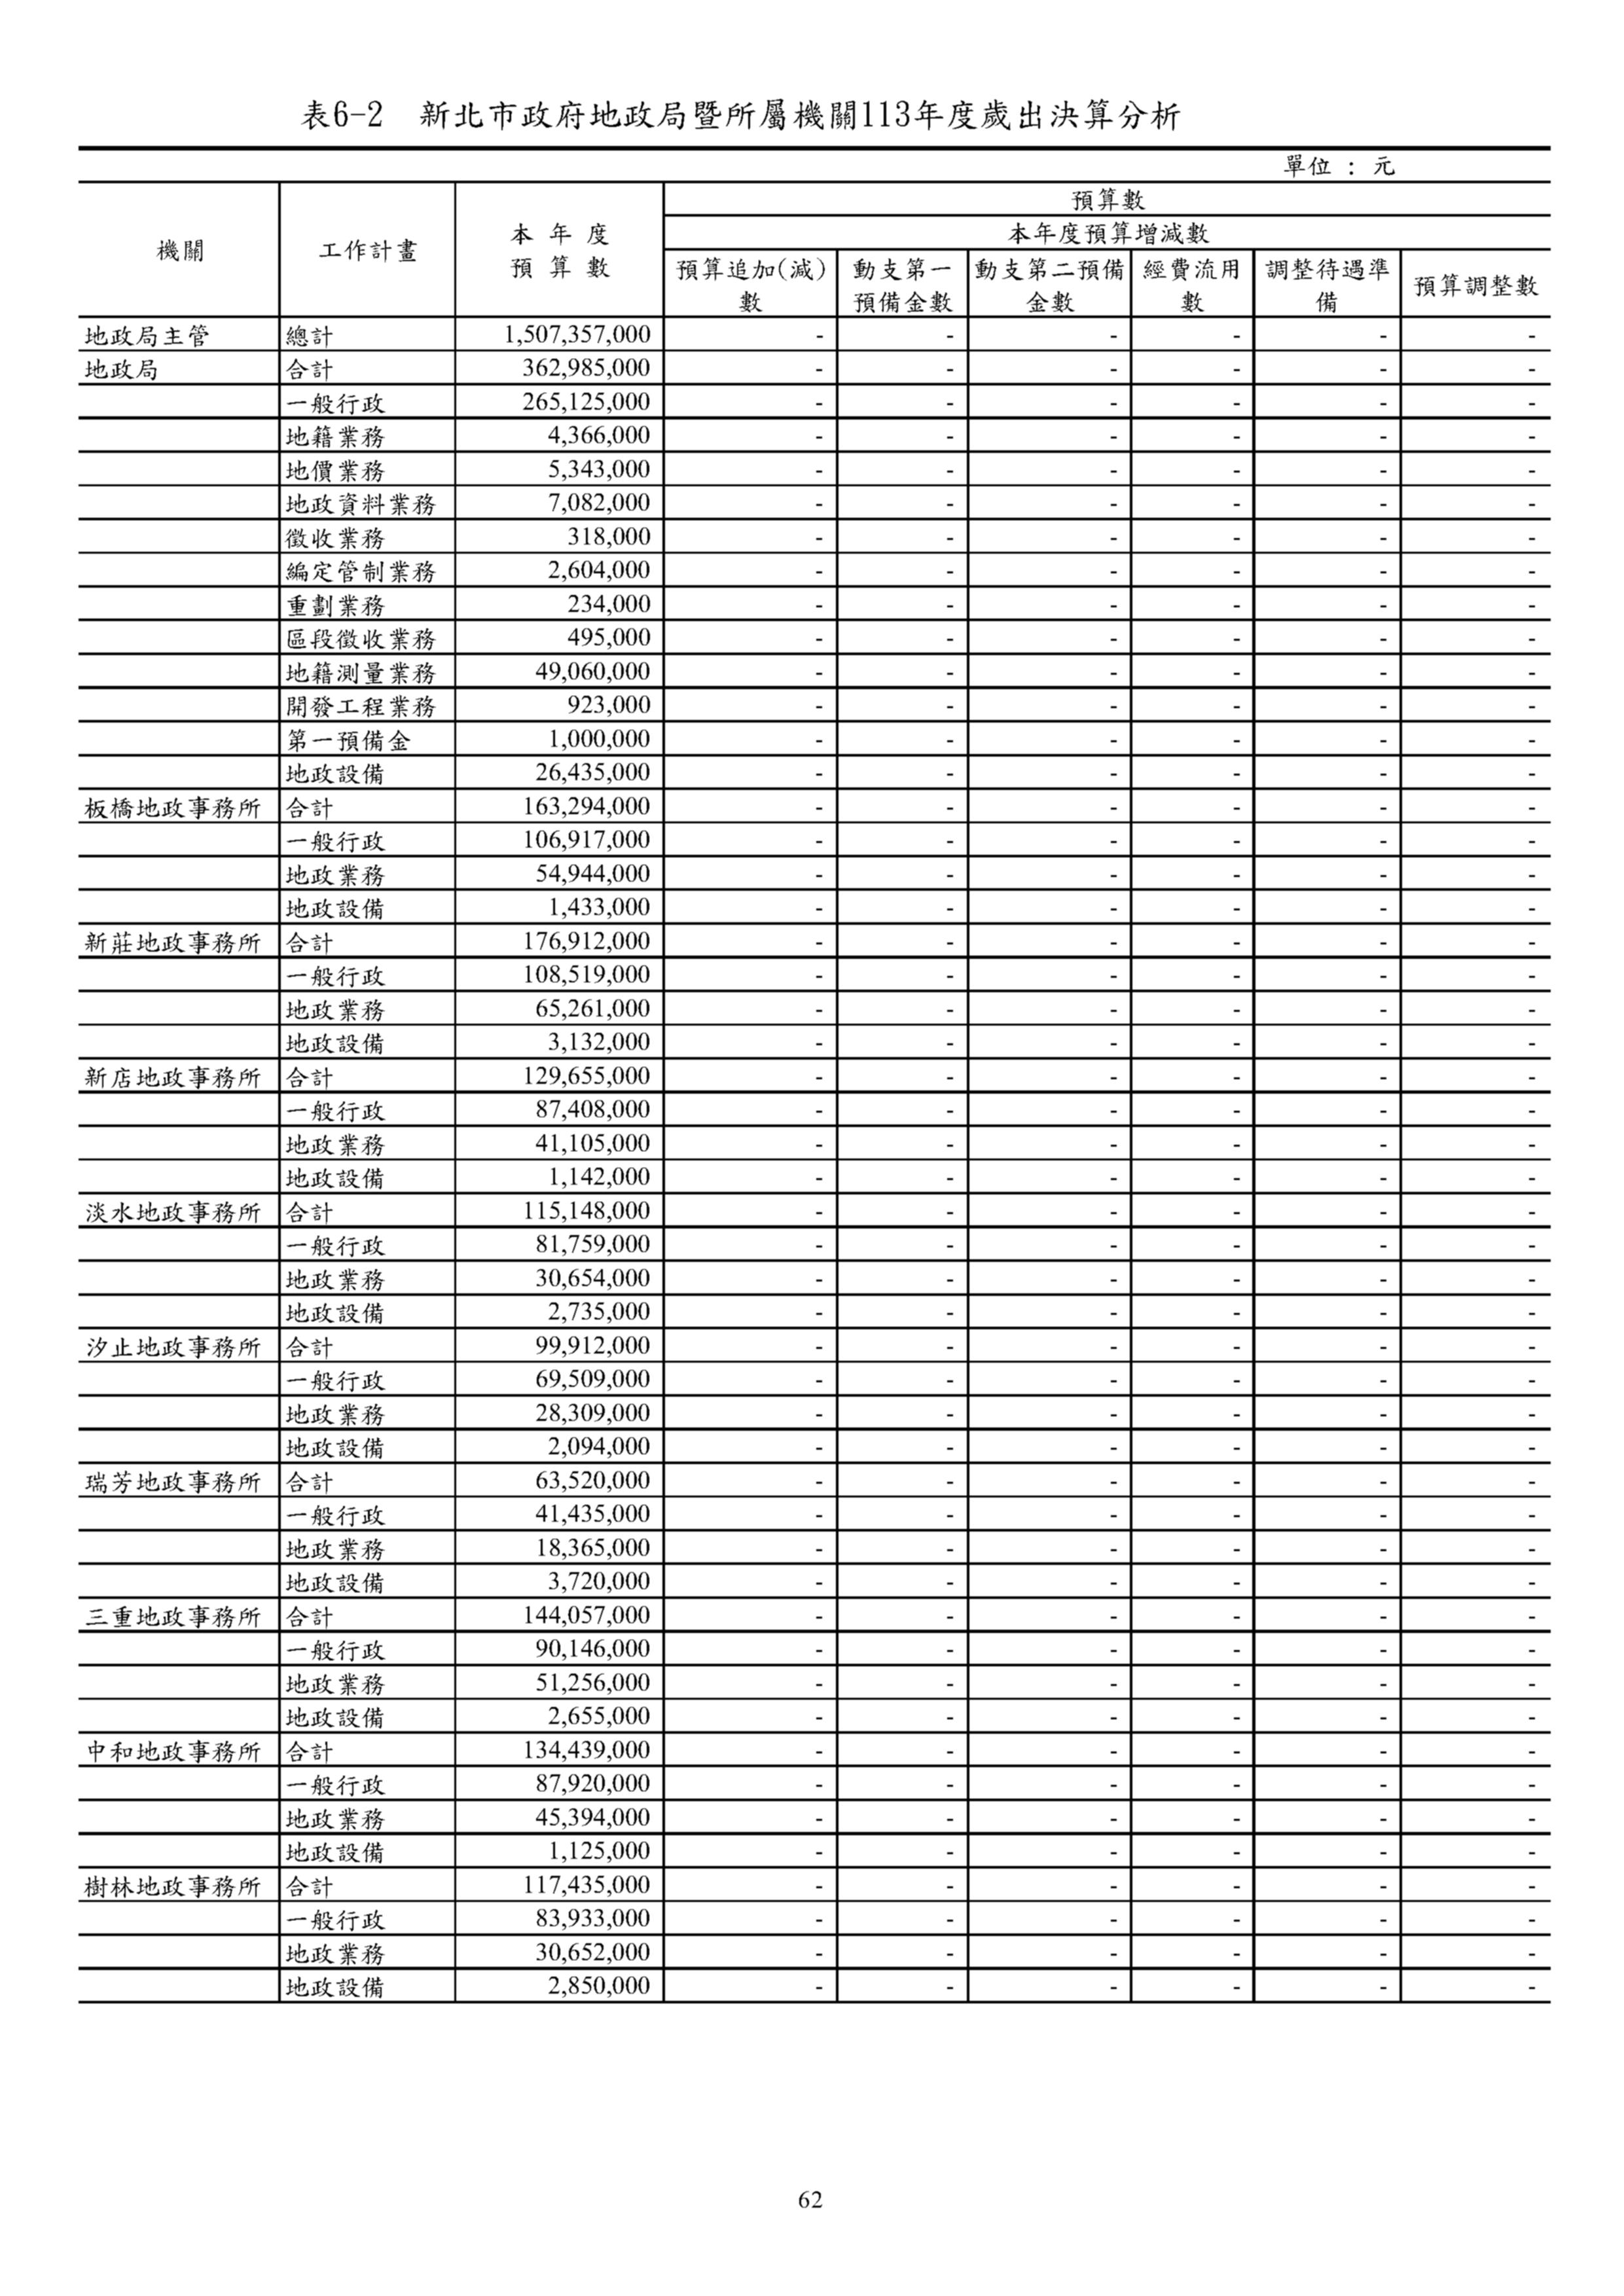 表6-2 新北市政府地政局暨所屬機關113年度歲出決算分析
單位 : 元
機關 工作計畫 本年度預算數 預算數
本年度預算增減數
預算追加(減)數 動支第一預備金數 動支第二預備金數 經費流用數 調整待遇準備 預算調整數
地政局主管 總計 1,507,357,000 - - - - - -
地政局 合計 362,985,000 - - - - - -
一般行政 265,125,000 - - - - - -
地籍業務 4,366,000 - - - - - -
地價業務 5,343,000 - - - - - -
地政資料業務 7,082,000 - - - - - -
徵收業務 318,000 - - - - - -
編定管制業務 2,604,000 - - - - - -
重劃業務 234,000 - - - - - -
區段徵收業務 495,000 - - - - - -
地籍測量業務 49,060,000 - - - - - -
開發工程業務 923,000 - - - - - -
第一預備金 1,000,000 - - - - - -
地政設備 26,435,000 - - - - - -
板橋地政事務所 合計 163,294,000 - - - - - -
一般行政 106,917,000 - - - - - -
地政業務 54,944,000 - - - - - -
地政設備 1,433,000 - - - - - -
新莊地政事務所 合計 176,912,000 - - - - - -
一般行政 108,519,000 - - - - - -
地政業務 65,261,000 - - - - - -
地政設備 3,132,000 - - - - - -
新店地政事務所 合計 129,655,000 - - - - - -
一般行政 87,408,000 - - - - - -
地政業務 41,105,000 - - - - - -
地政設備 1,142,000 - - - - - -
淡水地政事務所 合計 115,148,000 - - - - - -
一般行政 81,759,000 - - - - - -
地政業務 30,654,000 - - - - - -
地政設備 2,735,000 - - - - - -
汐止地政事務所 合計 99,912,000 - - - - - -
一般行政 69,509,000 - - - - - -
地政業務 28,309,000 - - - - - -
地政設備 2,094,000 - - - - - -
瑞芳地政事務所 合計 63,520,000 - - - - - -
一般行政 41,435,000 - - - - - -
地政業務 18,365,000 - - - - - -
地政設備 3,720,000 - - - - - -
三重地政事務所 合計 144,057,000 - - - - - -
一般行政 90,146,000 - - - - - -
地政業務 51,256,000 - - - - - -
地政設備 2,655,000 - - - - - -
中和地政事務所 合計 134,439,000 - - - - - -
一般行政 87,920,000 - - - - - -
地政業務 45,394,000 - - - - - -
地政設備 1,125,000 - - - - - -
樹林地政事務所 合計 117,435,000 - - - - - -
一般行政 83,933,000 - - - - - -
地政業務 30,652,000 - - - - - -
地政設備 2,850,000 - - - - - -
62